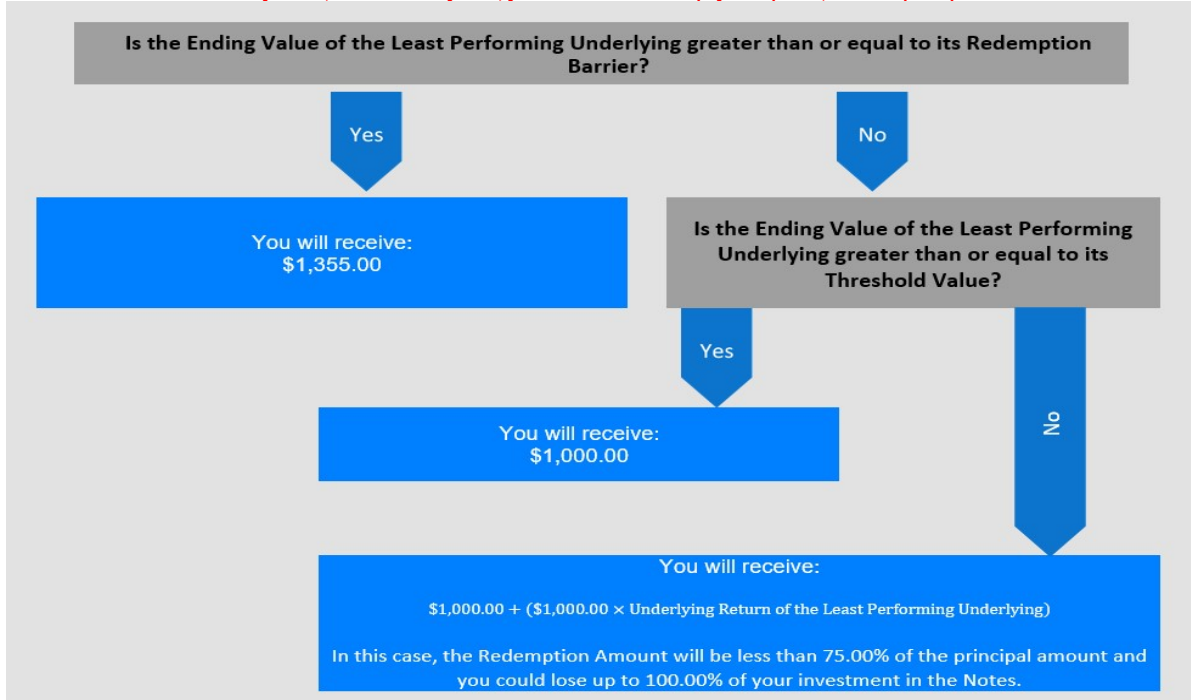 Is the Ending Value of the Least Performing Underlying greater than or equal to its Redemption
Barrier?
Yes
No
You will receive:
$1,355.00
Is the Ending Value of the Least Performing
Underlying greater than or equal to its
Threshold Value?
Yes
No
You will receive:
$1,000.00
You will receive:
$1,000.00 + ($1,000.00 × Underlying Return of the Least Performing Underlying)
In this case, the Redemption Amount will be less than 75.00% of the principal amount and
you could lose up to 100.00% of your investment in the Notes.